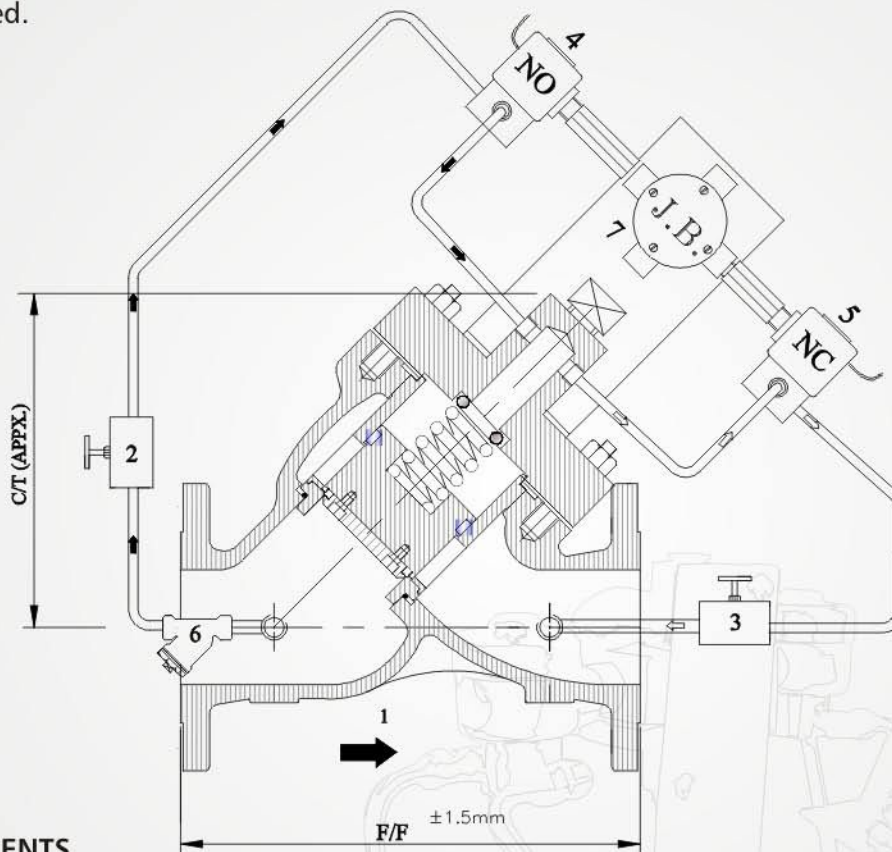 ed.
4
NO
J.B.
7
5
NC
C/T (APPX.)
2
6
3
1
±1.5mm
F/F
ENTS